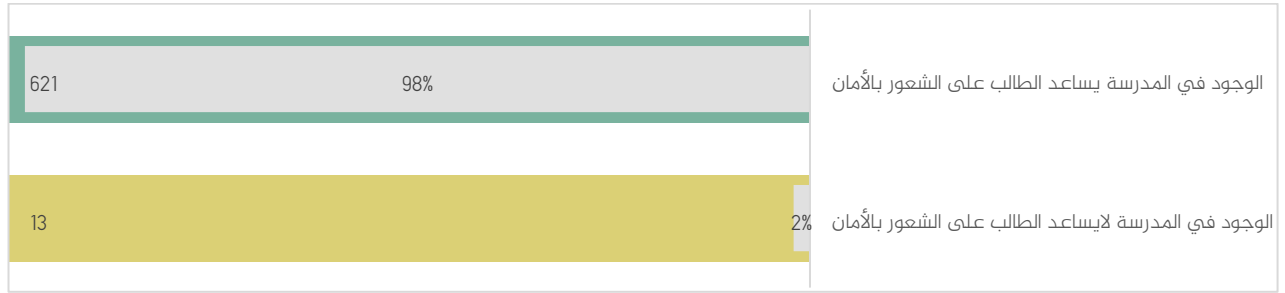 الوجود في المدرسة يساعد الطالب على الشعور بالأمان
98%
621
الوجود في المدرسة لايساعد الطالب على الشعور بالأمان
2%
13